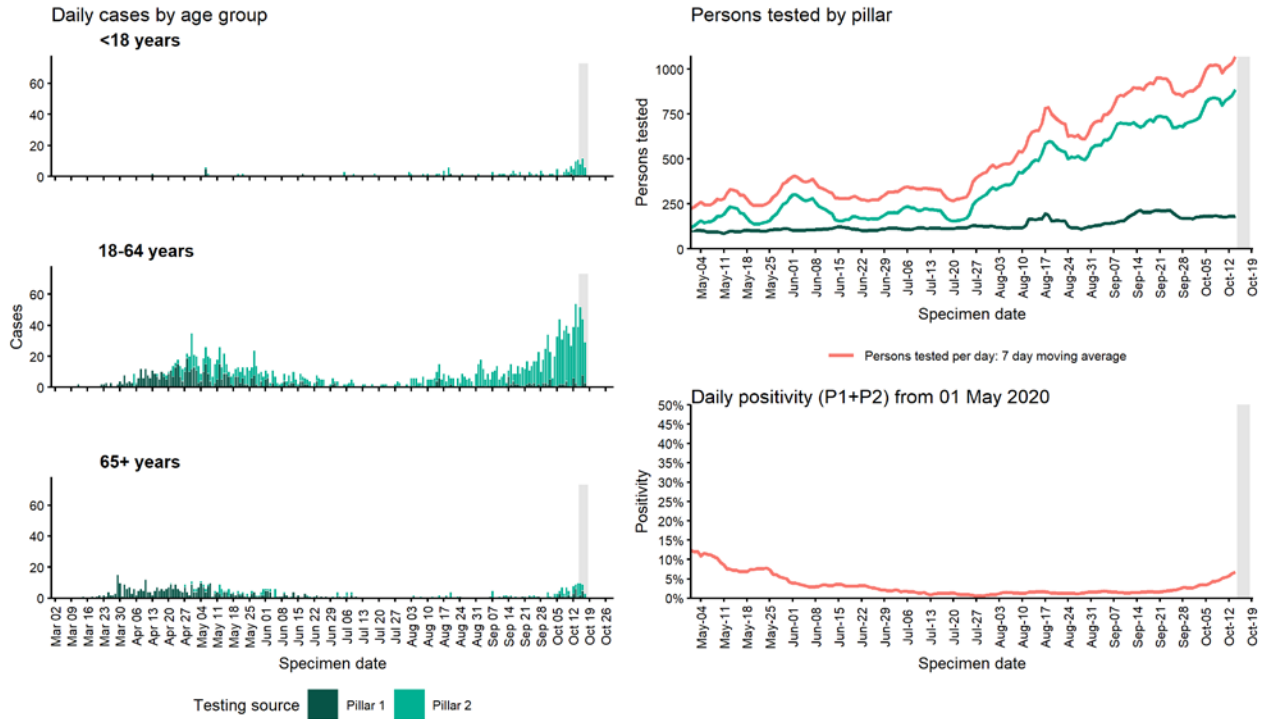 Daily cases by age group
<18 years
60
40
20
0
18-64 years
60
40
20
0
Cases
65+ years
60
40
20
0
Mar 02
Mar 09
Mar 16
Mar 23
Mar 30
Apr 06
Apr 13
Apr 20
Apr 27
May 04
May 11
May 18
May 25
Jun 01
Jun 08
Jun 15
Jun 22
Jun 29
Jul 06
Jul 13
Jul 20
Jul 27
Aug 03
Aug 10
Aug 17
Aug 24
Aug 31
Sep 07
Sep 14
Sep 21
Sep 28
Oct 05
Oct 12
Oct 19
Oct 26
Specimen date
Testing source Pillar 1 Pillar 2
Persons tested by pillar
1000
750
500
250
0
Persons tested
May-04
May-11
May-18
May-25
Jun-01
Jun-08
Jun-15
Jun-22
Jun-29
Jul-06
Jul-13
Jul-20
Jul-27
Aug-03
Aug-10
Aug-17
Aug-24
Aug-31
Sep-07
Sep-14
Sep-21
Sep-28
Oct-05
Oct-12
Oct-19
Specimen date
Persons tested per day: 7 day moving average
Daily positivity (P1+P2) from 01 May 2020
50%
45%
40%
35%
30%
25%
20%
15%
10%
5%
0%
Positivity
May-04
May-11
May-18
May-25
Jun-01
Jun-08
Jun-15
Jun-22
Jun-29
Jul-06
Jul-13
Jul-20
Jul-27
Aug-03
Aug-10
Aug-17
Aug-24
Aug-31
Sep-07
Sep-14
Sep-21
Sep-28
Oct-05
Oct-12
Oct-19
Specimen date